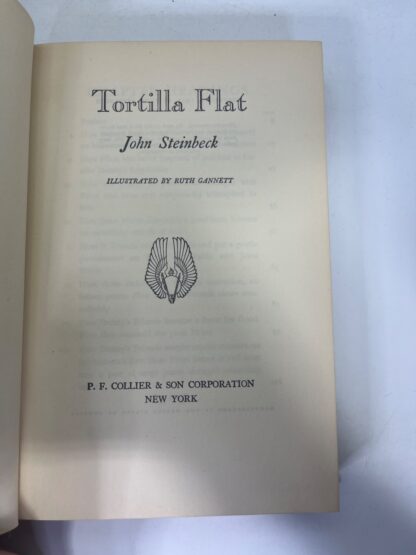 Tortilla Flat
John Steinbeck
ILLUSTRATED BY RUTH GANNETT
P. F. COLLIER & SON CORPORATION
NEW YORK